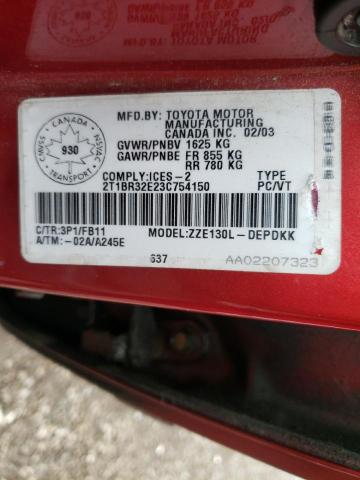 MFD.BY: TOYOTA MOTOR
MANUFACTURING
CANADA INC. 02/03
GVWR/PNBV 1625 KG
GAWR/PNBE FR 855 KG
RR 780 KG
CANADA
CMVSS
NSVAC
930
TRANSPORT
COMPLY:ICES-2 TYPE
2T1BR32E23C754150 PC/VT
C/TR:3P1/FB11 MODEL:ZZE130L-DEPDKK
A/TM:-02A/A245E
637 AA02207323